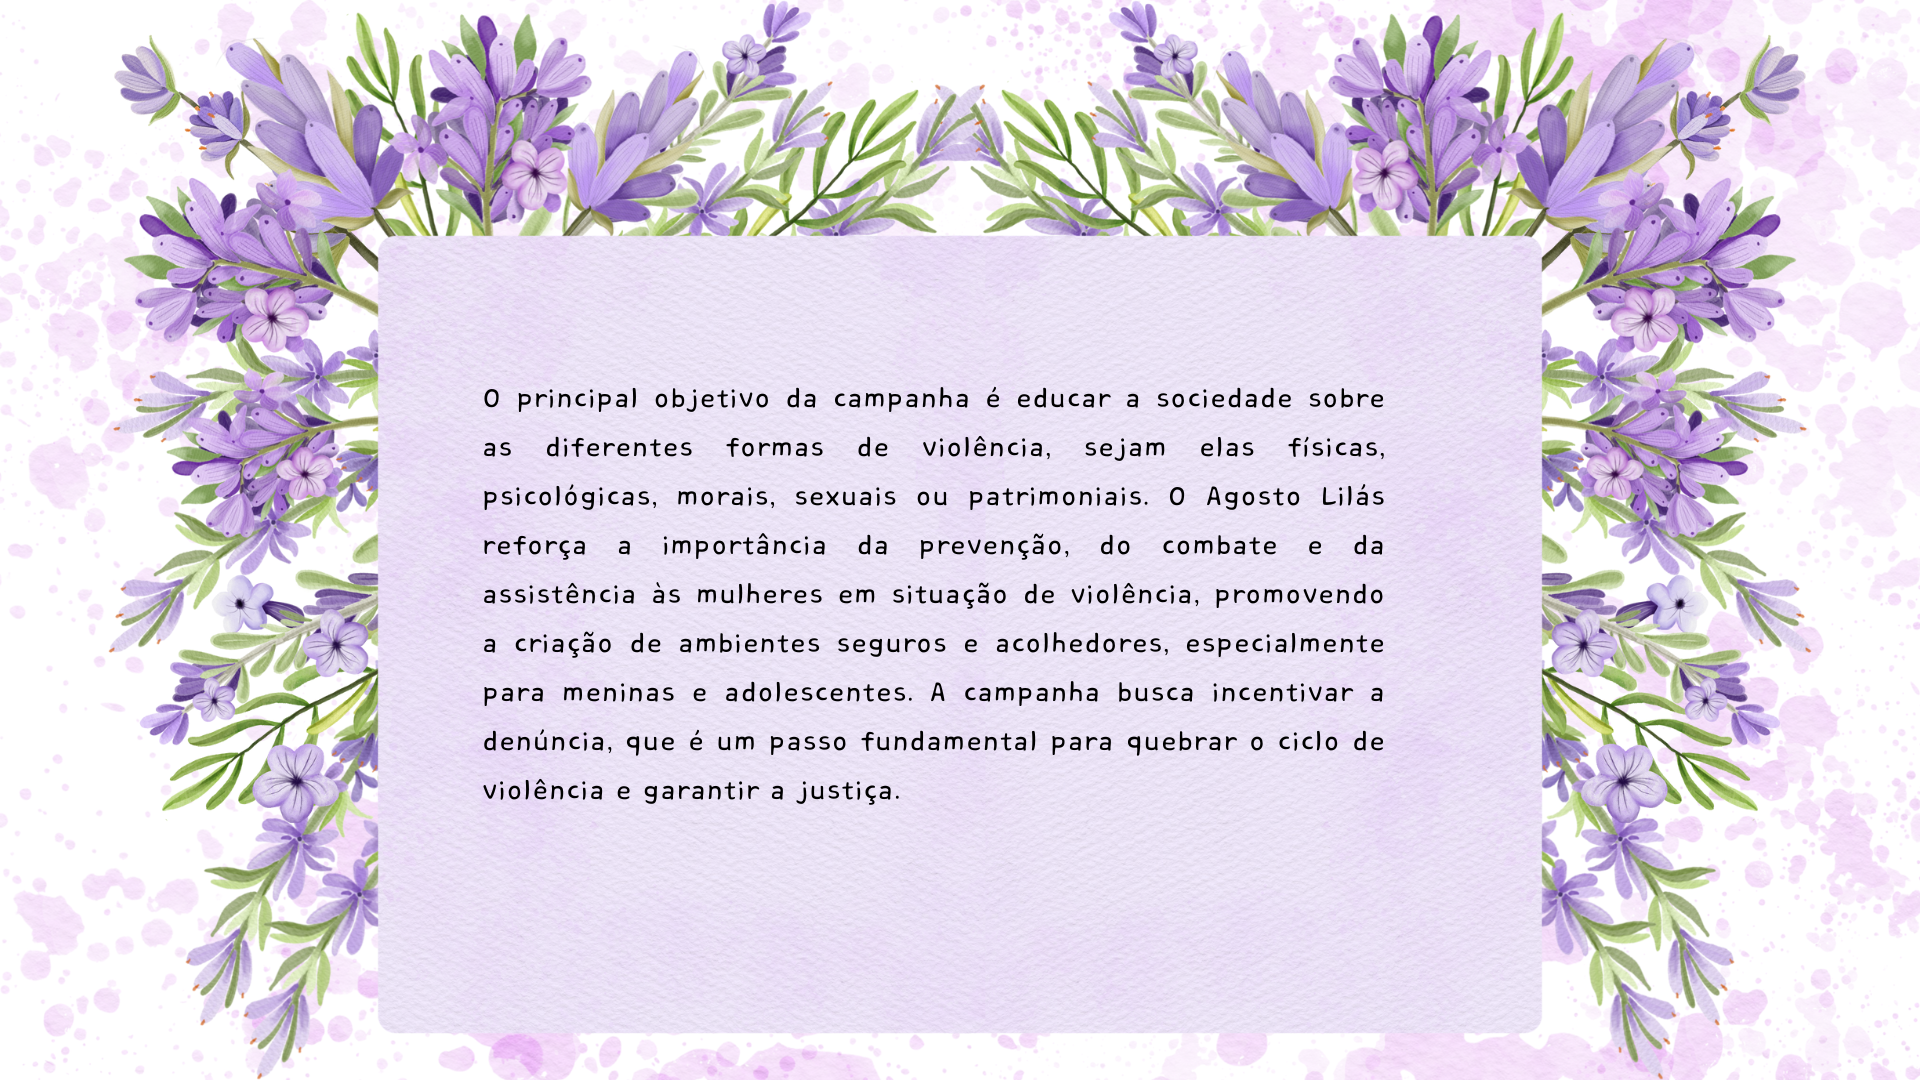 O principal objetivo da campanha é educar a sociedade sobre
as diferentes formas de violência, sejam elas físicas,
psicológicas, morais, sexuais ou patrimoniais. O Agosto Lilás
reforça a importância da prevenção, do combate e da
assistência às mulheres em situação de violência, promovendo
a criação de ambientes seguros e acolhedores, especialmente
para meninas e adolescentes. A campanha busca incentivar a
denúncia, que é um passo fundamental para quebrar o ciclo de
violência e garantir a justiça.